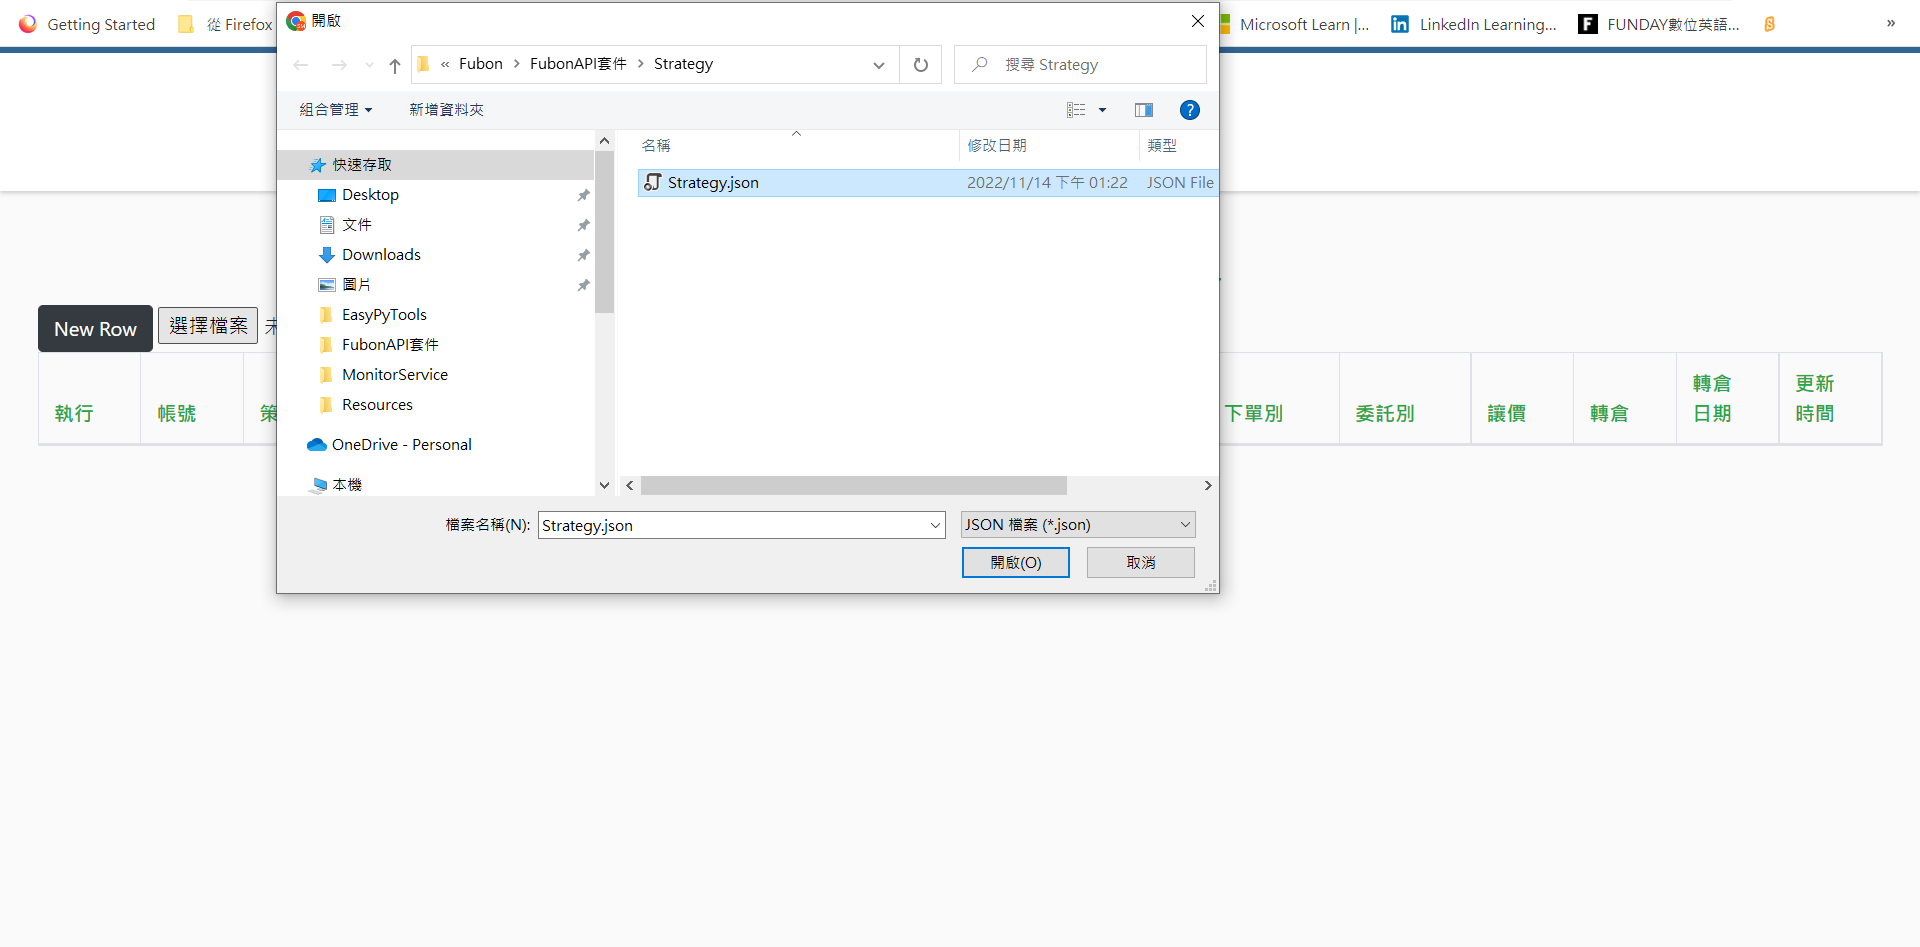 Getting Started
從 Firefox
Microsoft Learn |...
LinkedIn Learning...
FUNDAY數位英語...
»
開啟
« Fubon > FubonAPI套件 > Strategy
搜尋 Strategy
組合管理
新增資料夾
?
名稱
修改日期
類型
快速存取
Desktop
文件
Downloads
圖片
EasyPyTools
FubonAPI套件
MonitorService
Resources
OneDrive - Personal
本機
Strategy.json
2022/11/14 下午 01:22
JSON File
檔案名稱(N):
Strategy.json
JSON 檔案 (*.json)
開啟(O)
取消
New Row
選擇檔案
未
執行
帳號
策
下單別
委託別
讓價
轉倉
轉倉
日期
更新
時間